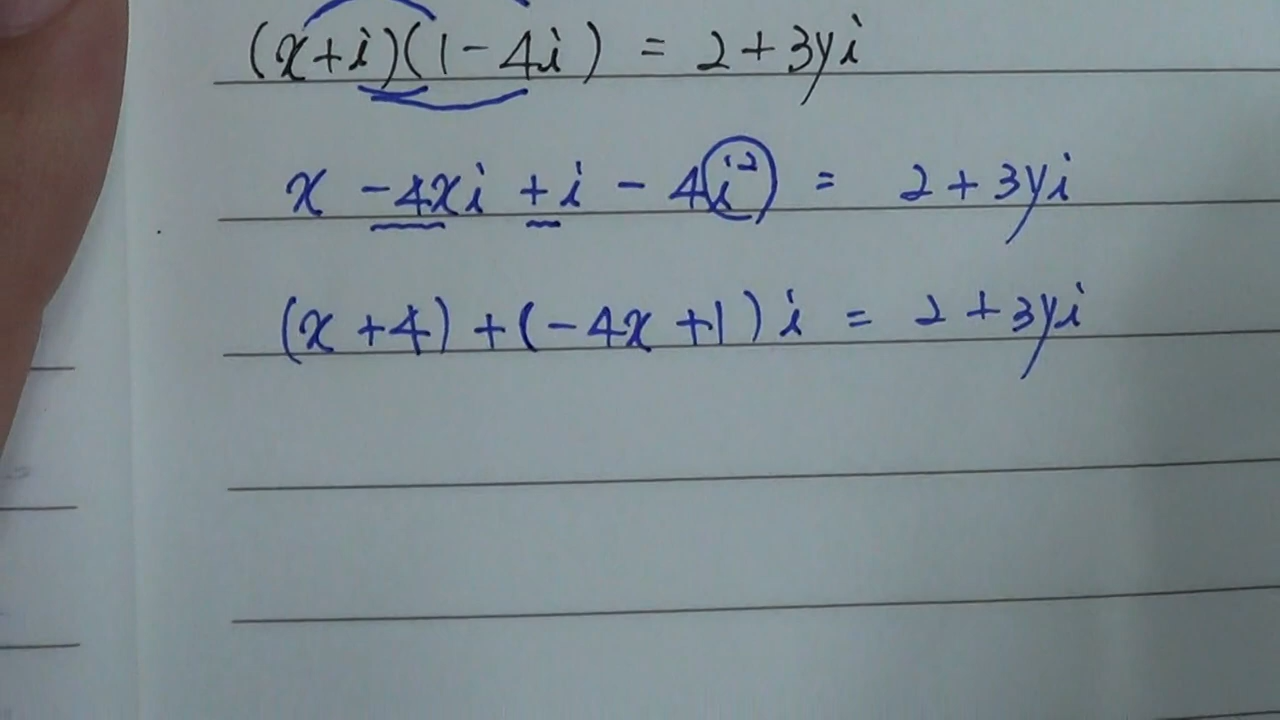 (x+i)(1-4i) = 2+3yi
x -4xi +i - 4i² = 2+3yi
(x+4)+(-4x+1)i = 2+3yi